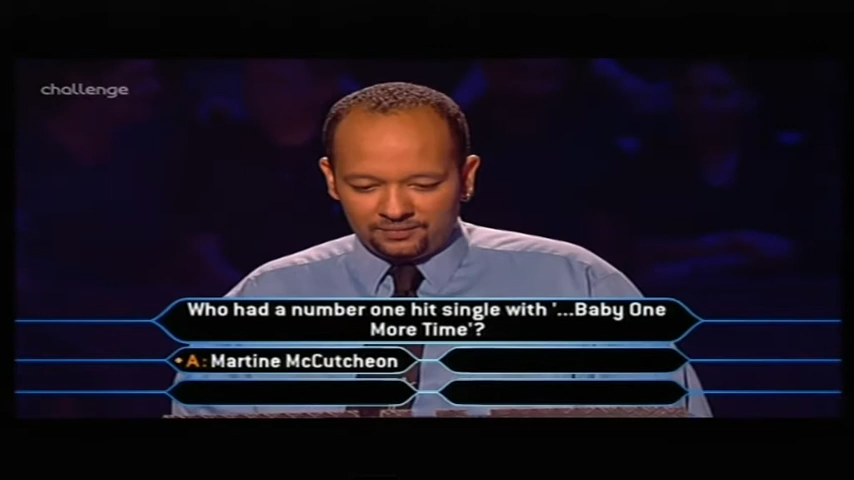 challenge
Who had a number one hit single with '...Baby One
More Time'?
A: Martine McCutcheon